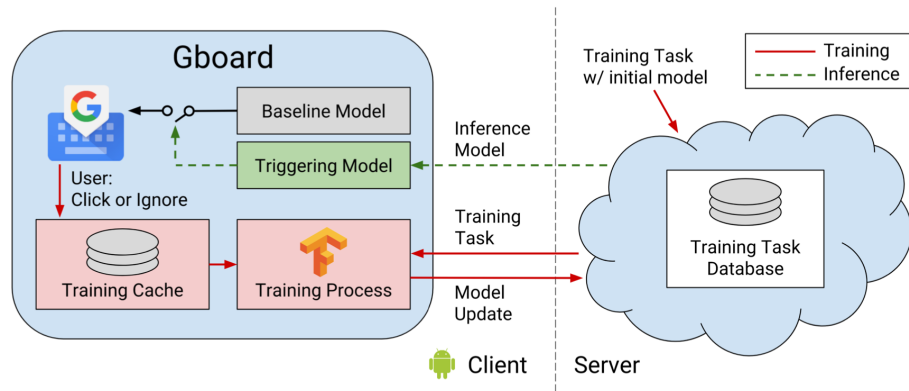 Gboard
Baseline Model
Triggering Model
User:
Click or Ignore
Training Cache
Training Process
Inference
Model
Training
Task
Model
Update
Client
Server
Training Task
w/ initial model
Training
Inference
Training Task
Database